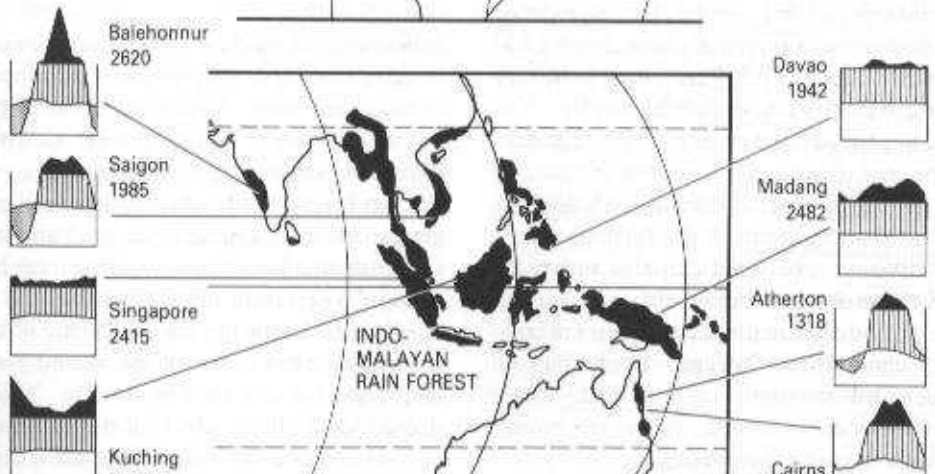 Balehonnur
2620
Saigon
1985
Singapore
2415
Kuching
INDO-
MALAYAN
RAIN FOREST
Davao
1942
Madang
2482
Atherton
1318
Cairns